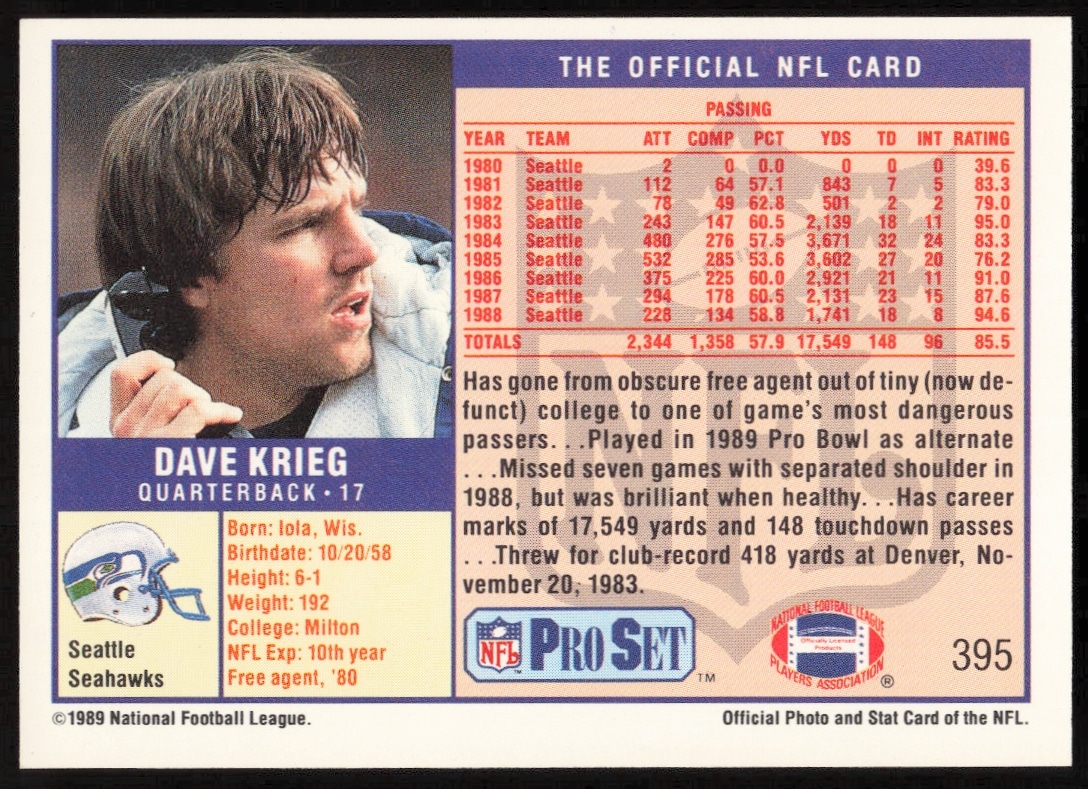 THE OFFICIAL NFL CARD
PASSING
YEAR TEAM ATT COMP PCT YDS TD INT RATING
1980 Seattle 2 0 0.0 0 0 0 39.6
1981 Seattle 112 64 57.1 843 7 5 83.3
1982 Seattle 78 49 62.8 501 2 2 79.0
1983 Seattle 243 147 60.5 2,139 18 11 95.0
1984 Seattle 480 276 57.5 3,671 32 24 83.3
1985 Seattle 532 285 53.6 3,602 27 20 76.2
1986 Seattle 375 225 60.0 2,921 21 11 91.0
1987 Seattle 294 178 60.5 2,131 23 15 87.6
1988 Seattle 228 134 58.8 1,741 18 8 94.6
TOTALS 2,344 1,358 57.9 17,549 148 96 85.5
Has gone from obscure free agent out of tiny (now de-
funct) college to one of game's most dangerous
passers. . .Played in 1989 Pro Bowl as alternate
. . .Missed seven games with separated shoulder in
1988, but was brilliant when healthy. . .Has career
marks of 17,549 yards and 148 touchdown passes
. . .Threw for club-record 418 yards at Denver, No-
vember 20, 1983.
DAVE KRIEG
QUARTERBACK • 17
Seattle
Seahawks
Born: Iola, Wis.
Birthdate: 10/20/58
Height: 6-1
Weight: 192
College: Milton
NFL Exp: 10th year
Free agent, '80
NFL PRO SET TM
NATIONAL FOOTBALL LEAGUE
Officially Licensed
Products
PLAYERS ASSOCIATION ®
395
©1989 National Football League.
Official Photo and Stat Card of the NFL.
NFL